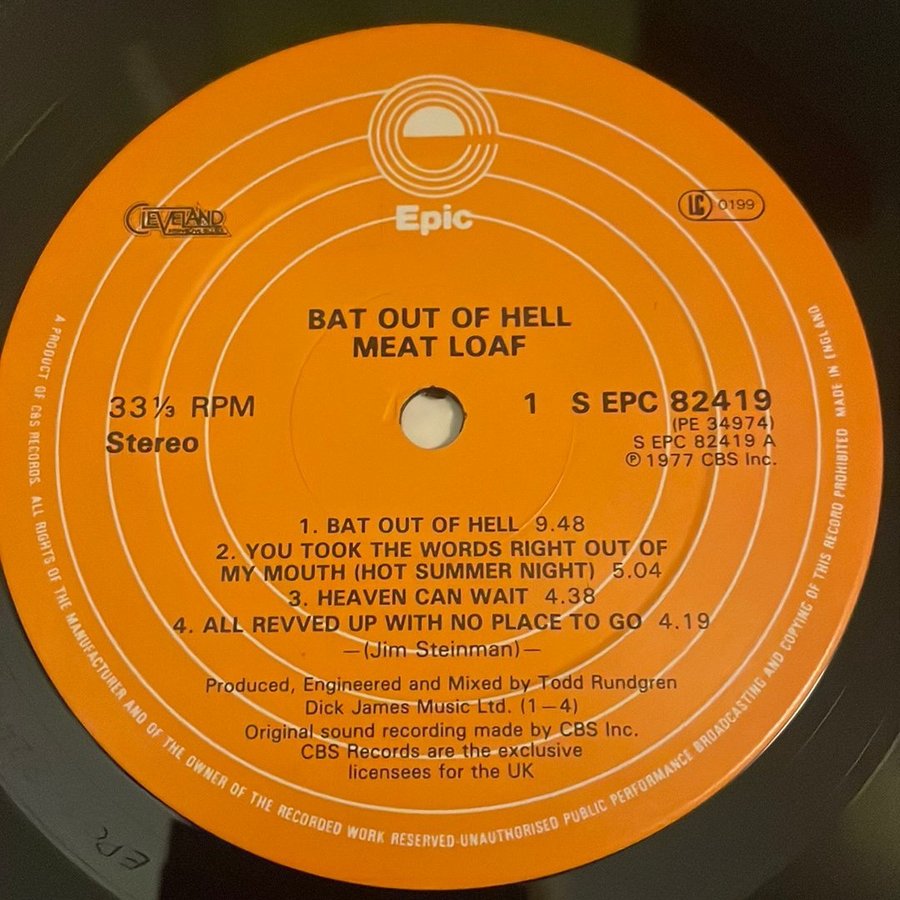 Epic
CLEVELAND
LC 0199
BAT OUT OF HELL
MEAT LOAF
33⅓ RPM
Stereo
1 S EPC 82419
(PE 34974)
S EPC 82419 A
℗ 1977 CBS Inc.
1. BAT OUT OF HELL 9.48
2. YOU TOOK THE WORDS RIGHT OUT OF
MY MOUTH (HOT SUMMER NIGHT) 5.04
3. HEAVEN CAN WAIT 4.38
4. ALL REVVED UP WITH NO PLACE TO GO 4.19
—(Jim Steinman)—
Produced, Engineered and Mixed by Todd Rundgren
Dick James Music Ltd. (1—4)
Original sound recording made by CBS Inc.
CBS Records are the exclusive
licensees for the UK
A PRODUCT OF CBS RECORDS. ALL RIGHTS OF THE MANUFACTURER AND OF THE OWNER OF THE RECORDED WORK RESERVED-UNAUTHORISED PUBLIC PERFORMANCE BROADCASTING AND COPYING OF THIS RECORD PROHIBITED MADE IN ENGLAND